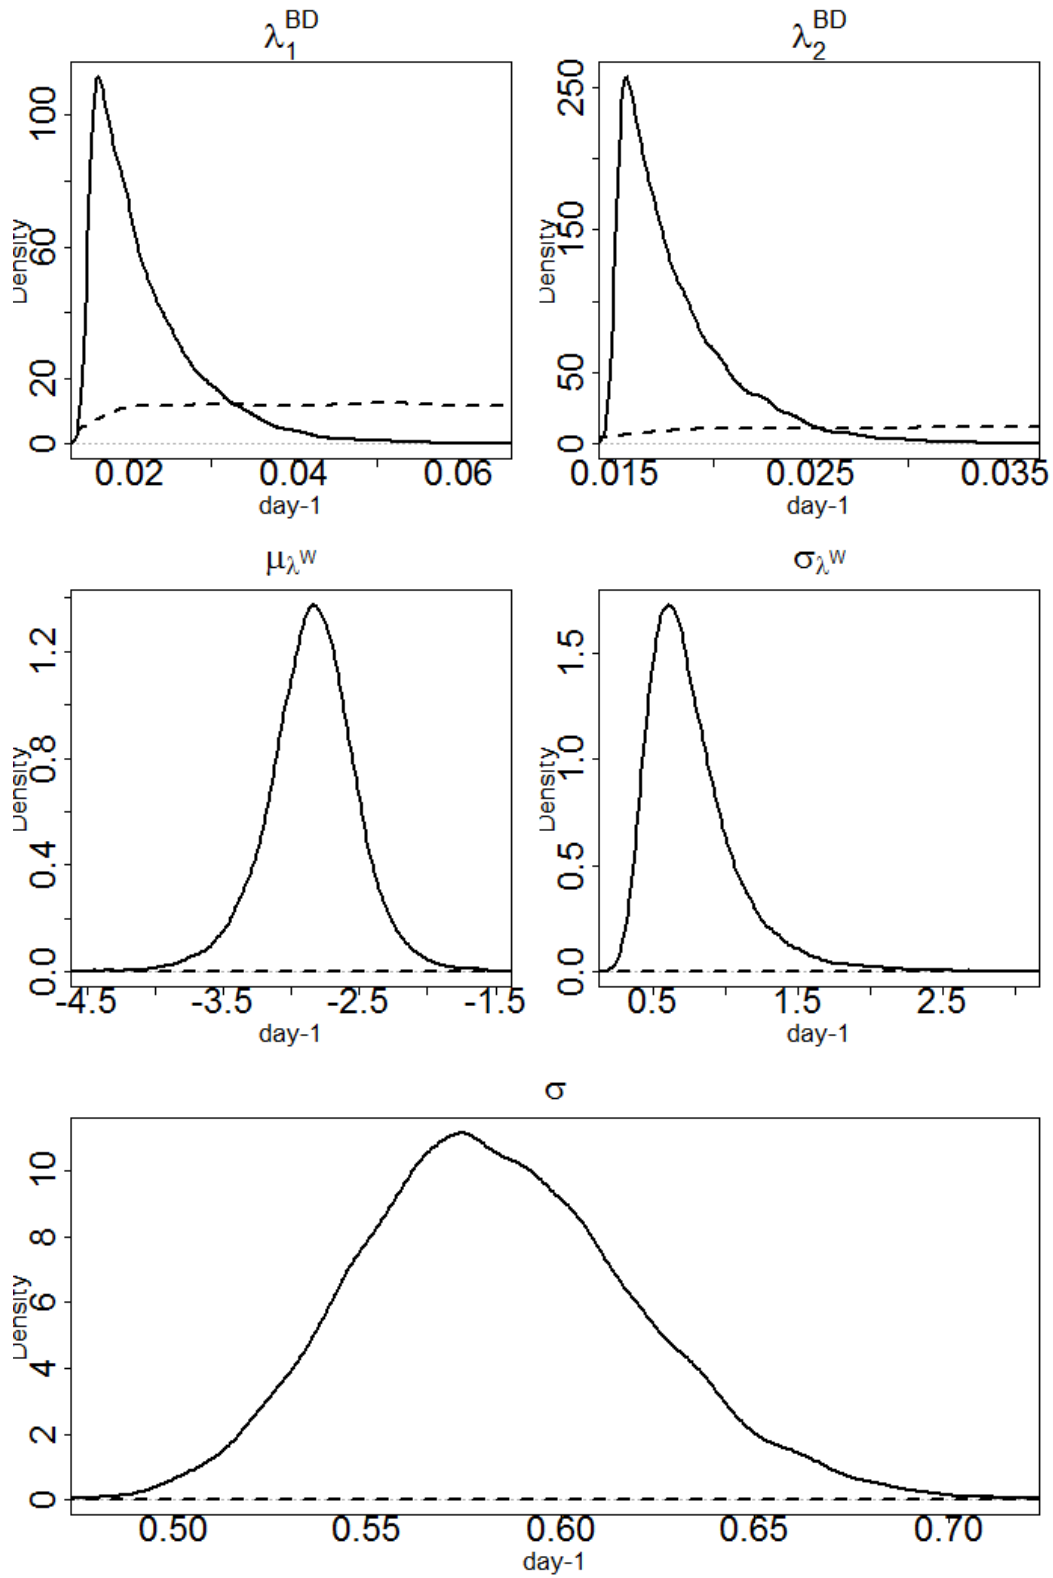 λ₁ᴮᴰ λ₂ᴮᴰ
Density 0 20 60 100
0.02 0.04 0.06
day-1
Density 0 50 150 250
0.015 0.025 0.035
day-1
μλᵂ σλᵂ
Density 0.0 0.4 0.8 1.2
-4.5 -3.5 -2.5 -1.5
day-1
Density 0.0 0.5 1.0 1.5
0.5 1.5 2.5
day-1
σ
Density 0 2 4 6 8 10
0.50 0.55 0.60 0.65 0.70
day-1